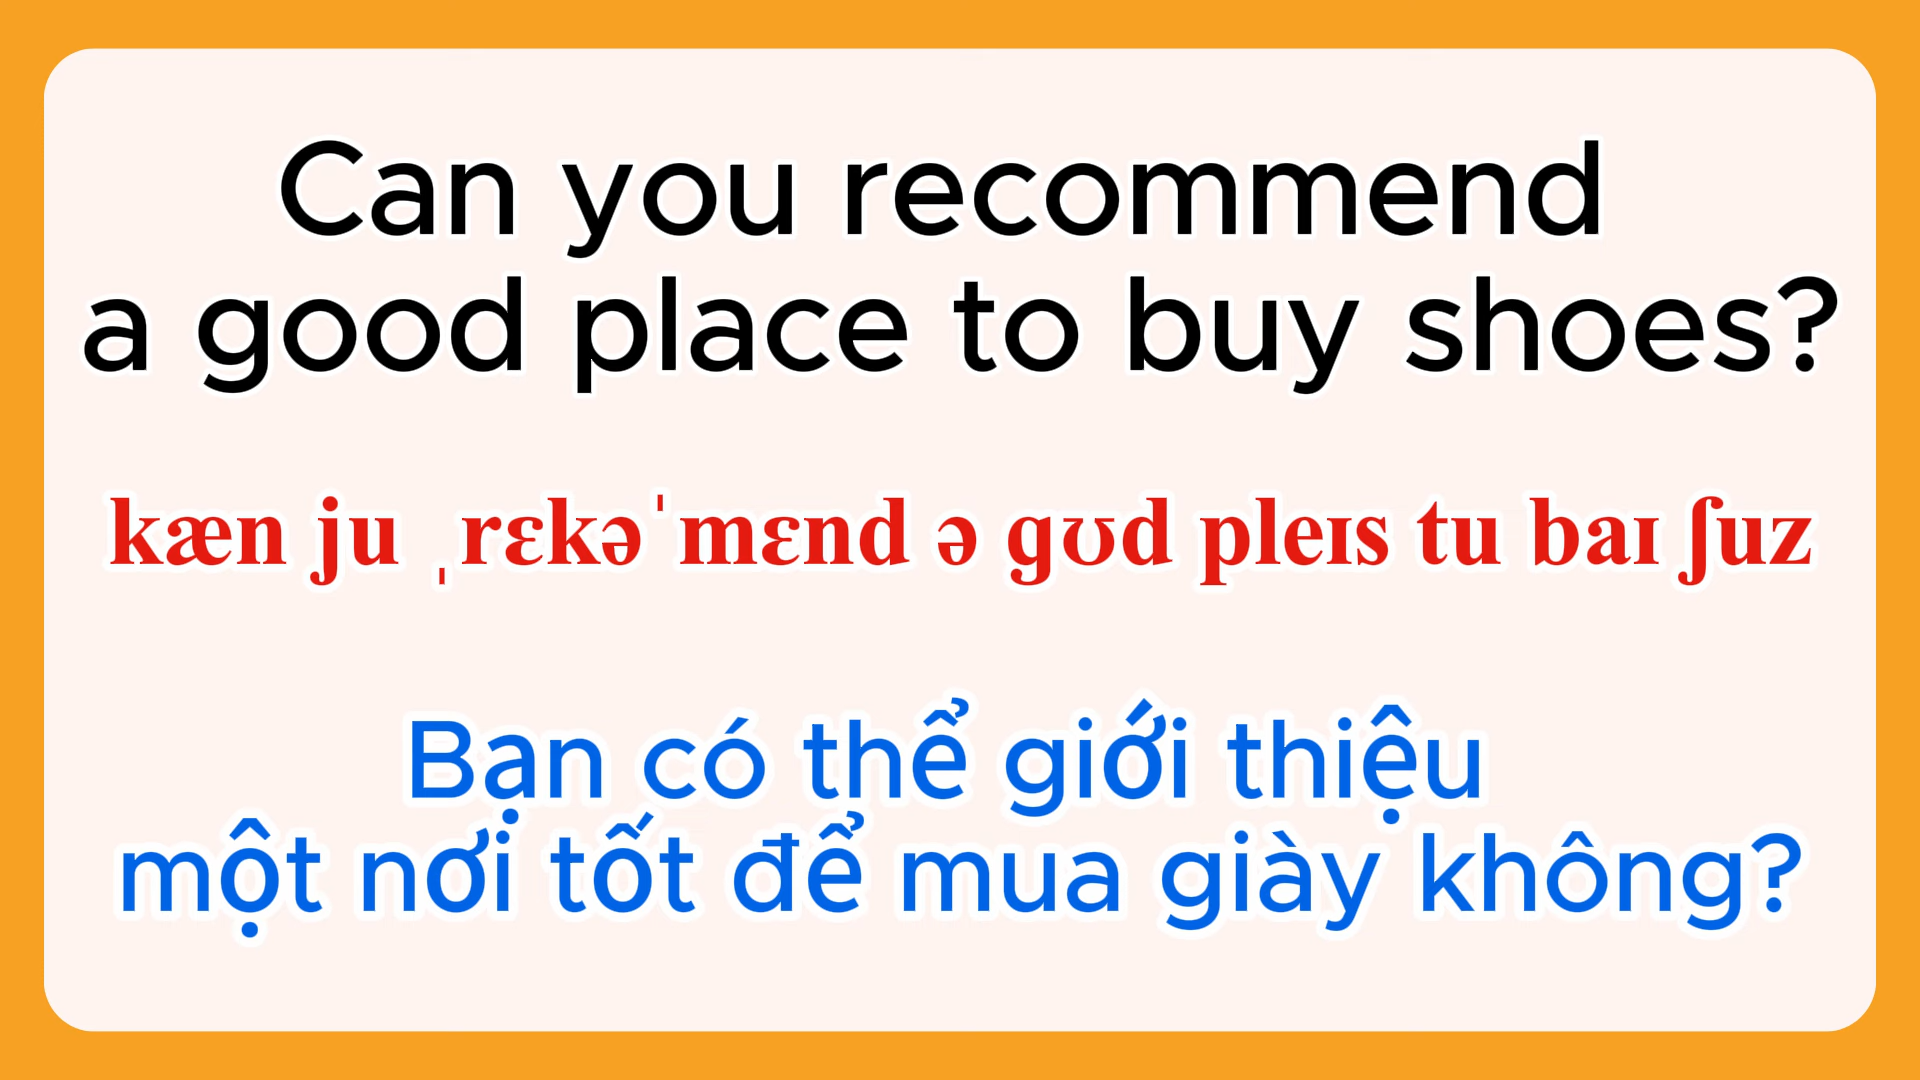 Can you recommend
a good place to buy shoes?
kæn ju ˌrɛkəˈmɛnd ə ɡʊd pleɪs tu baɪ ʃuz
Bạn có thể giới thiệu
một nơi tốt để mua giày không?